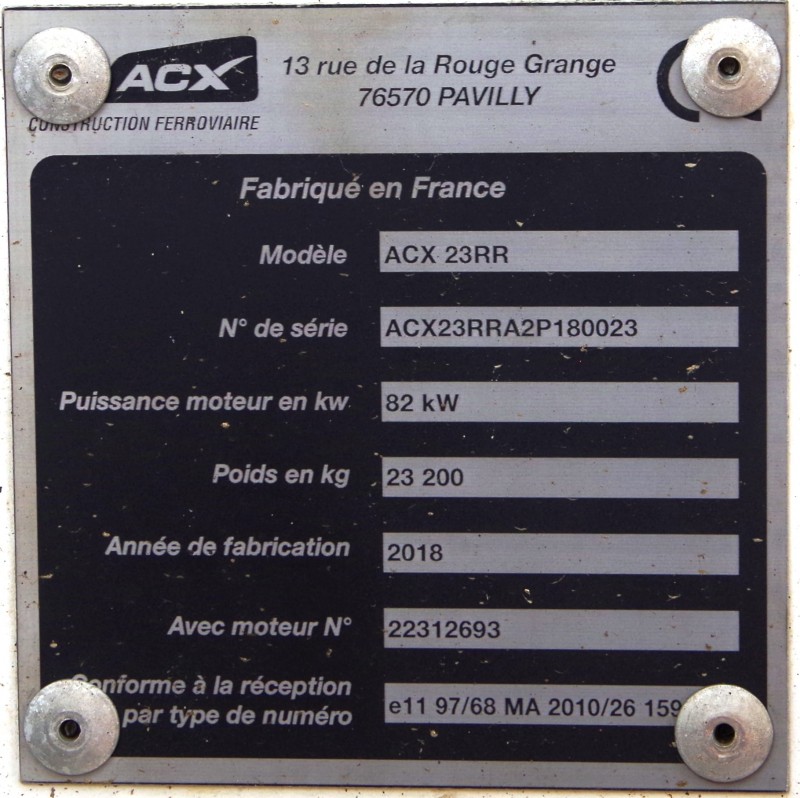 ACX
CONSTRUCTION FERROVIAIRE
13 rue de la Rouge Grange
76570 PAVILLY
Fabriqué en France
Modèle ACX 23RR
N° de série ACX23RRA2P180023
Puissance moteur en kw 82 kW
Poids en kg 23 200
Année de fabrication 2018
Avec moteur N° 22312693
Conforme à la réception
par type de numéro e11 97/68 MA 2010/26 159